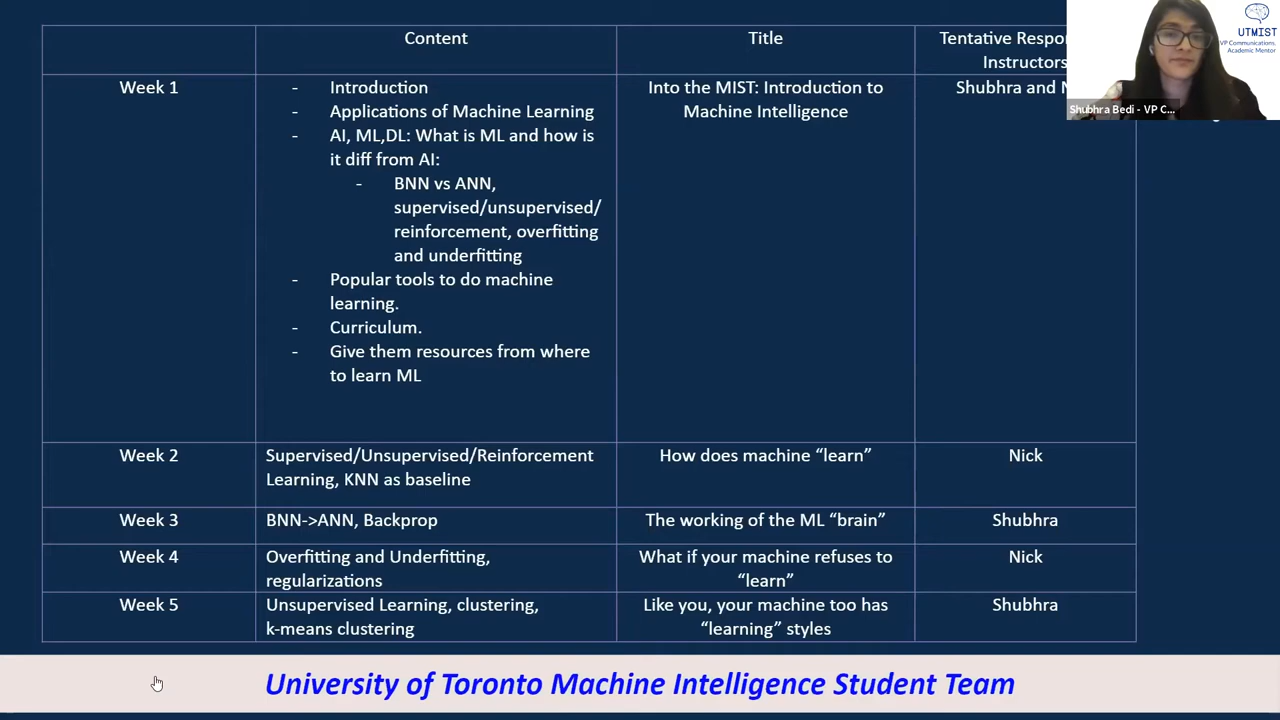 Content
Title
Tentative
Instructors
Week 1
- Introduction
- Applications of Machine Learning
- AI, ML,DL: What is ML and how is
it diff from AI:
- BNN vs ANN,
supervised/unsupervised/
reinforcement, overfitting
and underfitting
- Popular tools to do machine
learning.
- Curriculum.
- Give them resources from where
to learn ML
Into the MIST: Introduction to
Machine Intelligence
Shubhra and
Week 2
Supervised/Unsupervised/Reinforcement
Learning, KNN as baseline
How does machine “learn”
Nick
Week 3
BNN->ANN, Backprop
The working of the ML “brain”
Shubhra
Week 4
Overfitting and Underfitting,
regularizations
What if your machine refuses to
“learn”
Nick
Week 5
Unsupervised Learning, clustering,
k-means clustering
Like you, your machine too has
“learning” styles
Shubhra
UTMIST
VP Communications,
Academic Mentor
Shubhra Bedi - VP C...
University of Toronto Machine Intelligence Student Team